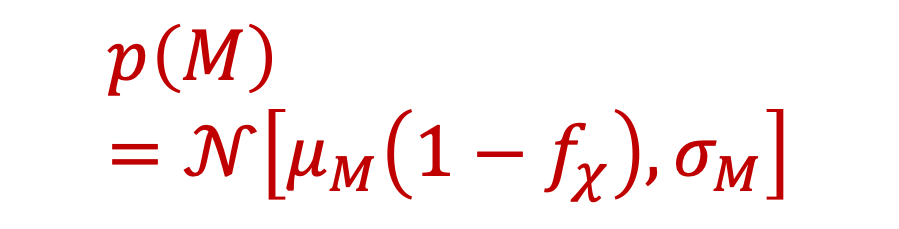 𝑝(𝑀)
= 𝒩[𝜇_𝑀(1 − 𝑓_𝜒), 𝜎_𝑀]